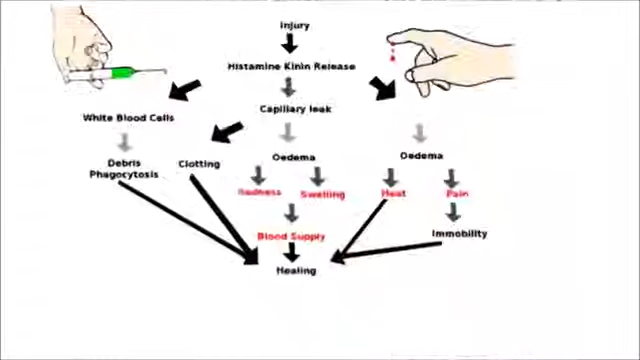 Injury
Histamine Kinin Release
Capillary leak
White Blood Cells
Debris
Phagocytosis
Clotting
Oedema
Oedema
Redness
Swelling
Heat
Pain
Blood Supply
Immobility
Healing